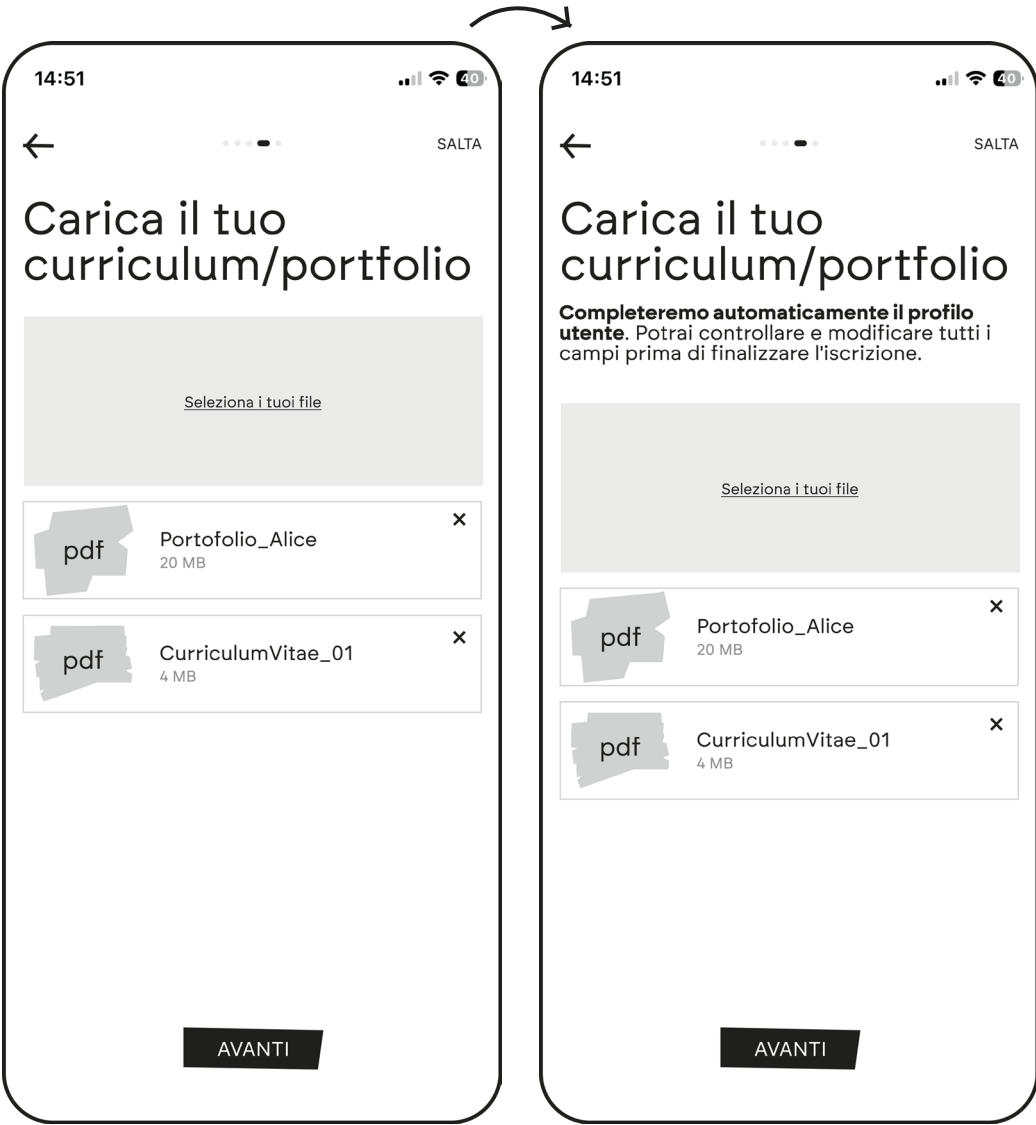 14:51
40
SALTA
Carica il tuo
curriculum/portfolio
Seleziona i tuoi file
pdf
Portofolio_Alice
20 MB
pdf
CurriculumVitae_01
4 MB
AVANTI
14:51
40
SALTA
Carica il tuo
curriculum/portfolio
Completeremo automaticamente il profilo
utente. Potrai controllare e modificare tutti i
campi prima di finalizzare l'iscrizione.
Seleziona i tuoi file
pdf
Portofolio_Alice
20 MB
pdf
CurriculumVitae_01
4 MB
AVANTI